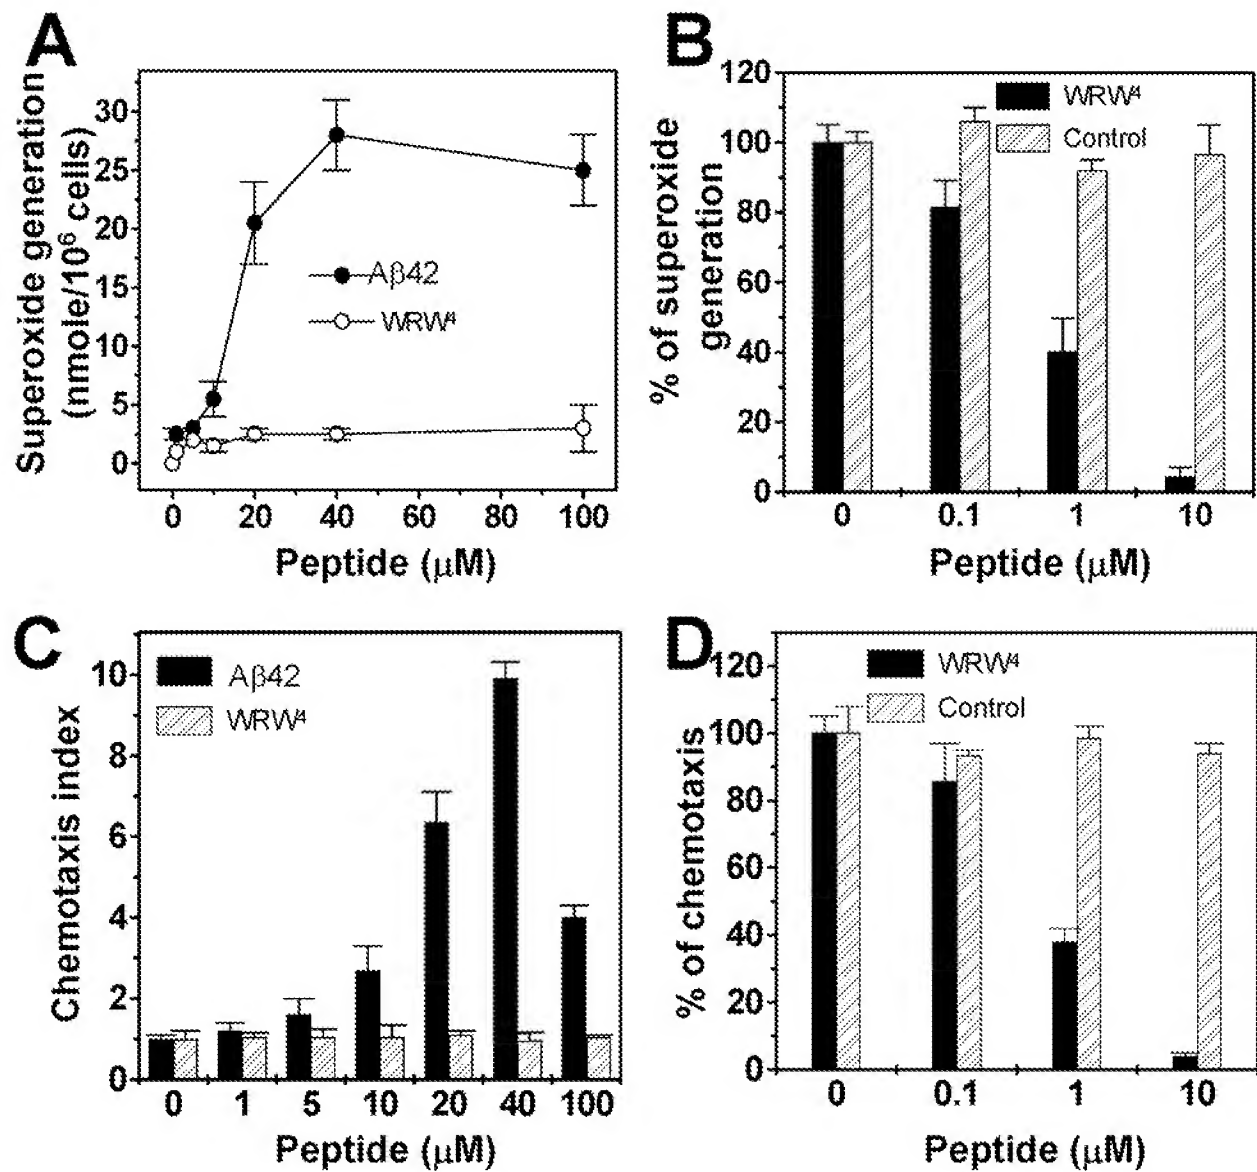 A
Superoxide generation
(nmole/10⁶ cells)
30
25
20
15
10
5
0
Aβ42
WRW⁴
0 20 40 60 80 100
Peptide (μM)
B
% of superoxide
generation
120
100
80
60
40
20
0
WRW⁴
Control
0 0.1 1 10
Peptide (μM)
C
Chemotaxis index
10
8
6
4
2
0
Aβ42
WRW⁴
0 1 5 10 20 40 100
Peptide (μM)
D
% of chemotaxis
120
100
80
60
40
20
0
WRW⁴
Control
0 0.1 1 10
Peptide (μM)